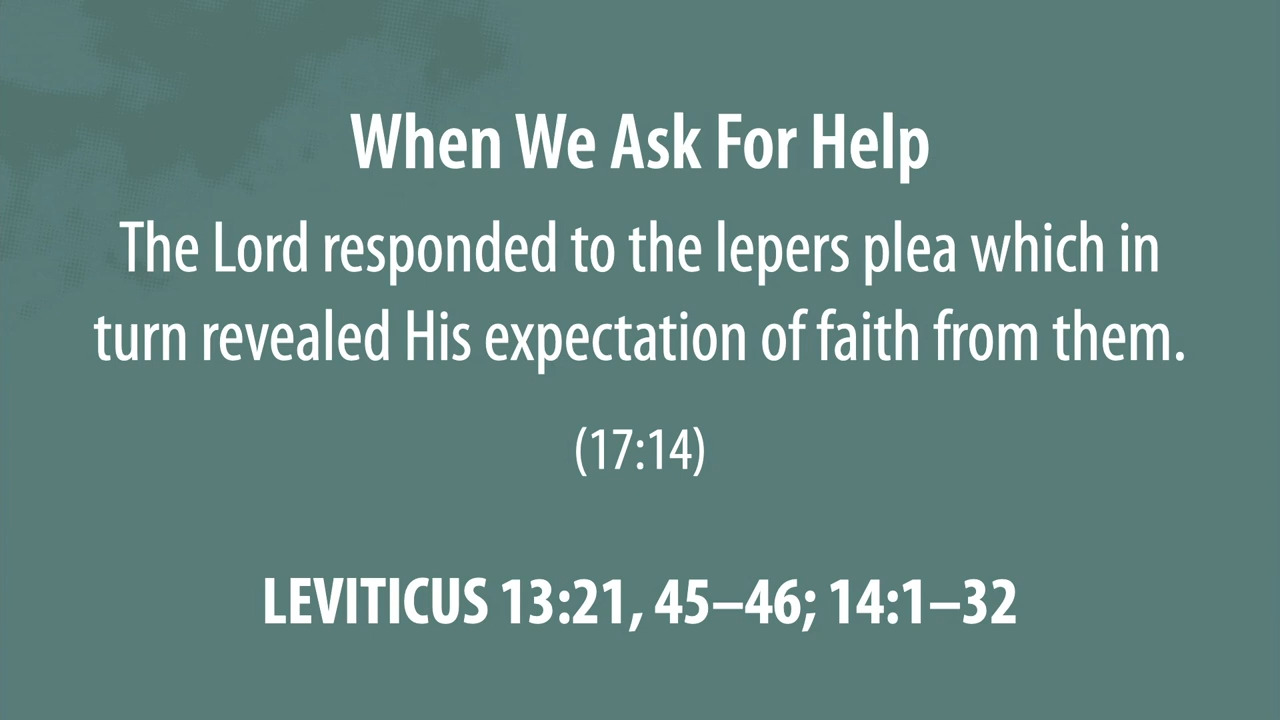 When We Ask For Help
The Lord responded to the lepers plea which in
turn revealed His expectation of faith from them.
(17:14)
LEVITICUS 13:21, 45–46; 14:1–32